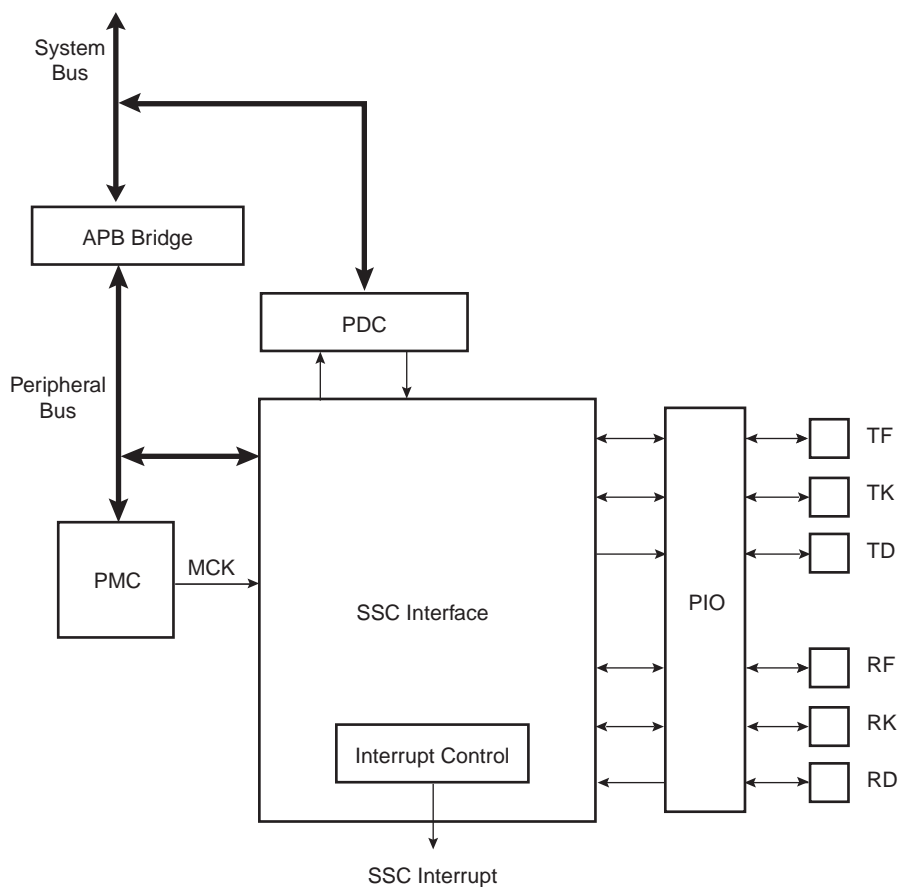 System
Bus
APB Bridge
PDC
Peripheral
Bus
TF
TK
TD
PMC
MCK
SSC Interface
PIO
RF
RK
RD
Interrupt Control
SSC Interrupt